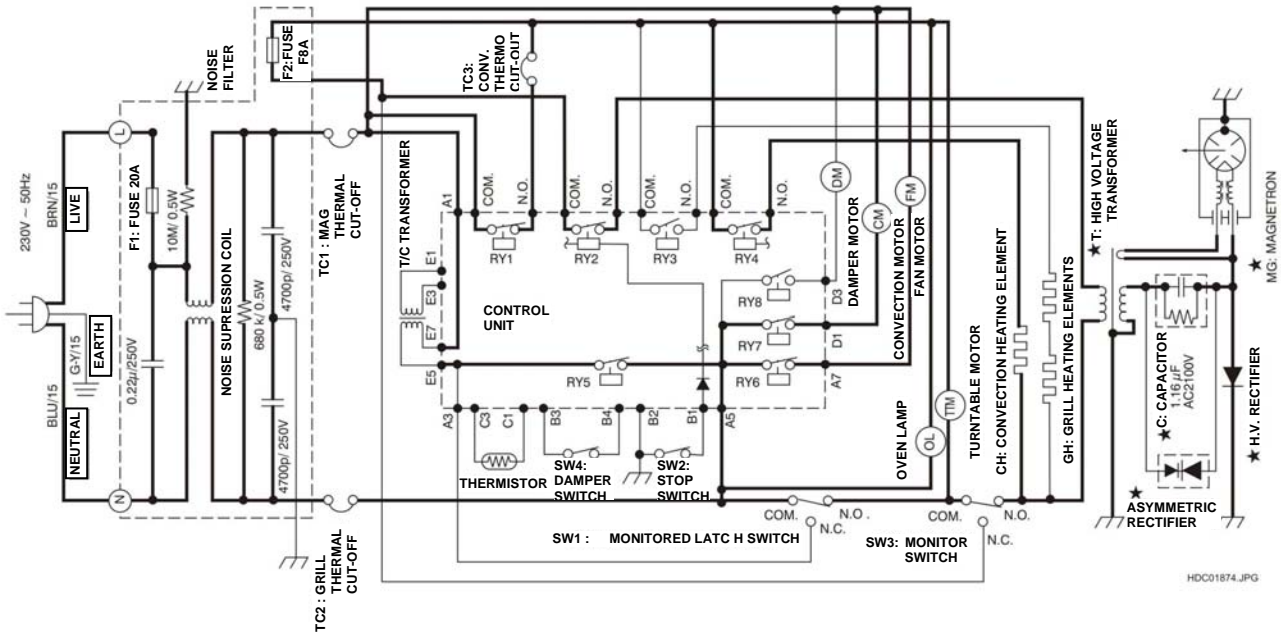 230V ~ 50Hz
BRN/15
LIVE
G-Y/15
EARTH
BLU/15
NEUTRAL
L
N
NOISE
FILTER
F1: FUSE 20A
10M/ 0.5W
0.22µ/250V
NOISE SUPRESSION COIL
680 k/ 0.5W
4700p/ 250V
4700p/ 250V
F2: FUSE
F8A
TC1 : MAG
THERMAL
CUT-OFF
TC2 : GRILL
THERMAL
CUT-OFF
T/C TRANSFORMER
TC3:
CONV.
THERMO
CUT-OUT
A1
COM.
N.O.
COM.
N.O.
COM.
N.O.
COM.
N.O.
RY1
RY2
RY3
RY4
E1
E3
E7
E5
CONTROL
UNIT
RY8
RY7
RY5
RY6
D3
D1
A7
A3
C3
C1
B3
B4
B2
B1
A5
THERMISTOR
SW4:
DAMPER
SWITCH
SW2:
STOP
SWITCH
DM
CM
FM
DAMPER MOTOR
CONVECTION MOTOR
FAN MOTOR
OVEN LAMP
OL
TTM
TURNTABLE MOTOR
CH: CONVECTION HEATING ELEMENT
GH: GRILL HEATING ELEMENTS
COM.
N.O .
N.C.
SW1 : MONITORED LATC H SWITCH
COM.
N.O.
N.C.
SW3: MONITOR
SWITCH
★ T: HIGH VOLTAGE
TRANSFORMER
★ C: CAPACITOR
1.16 µF
AC2100V
★ H.V. RECTIFIER
★ ASYMMETRIC
RECTIFIER
★ MG: MAGNETRON
HDC01874.JPG